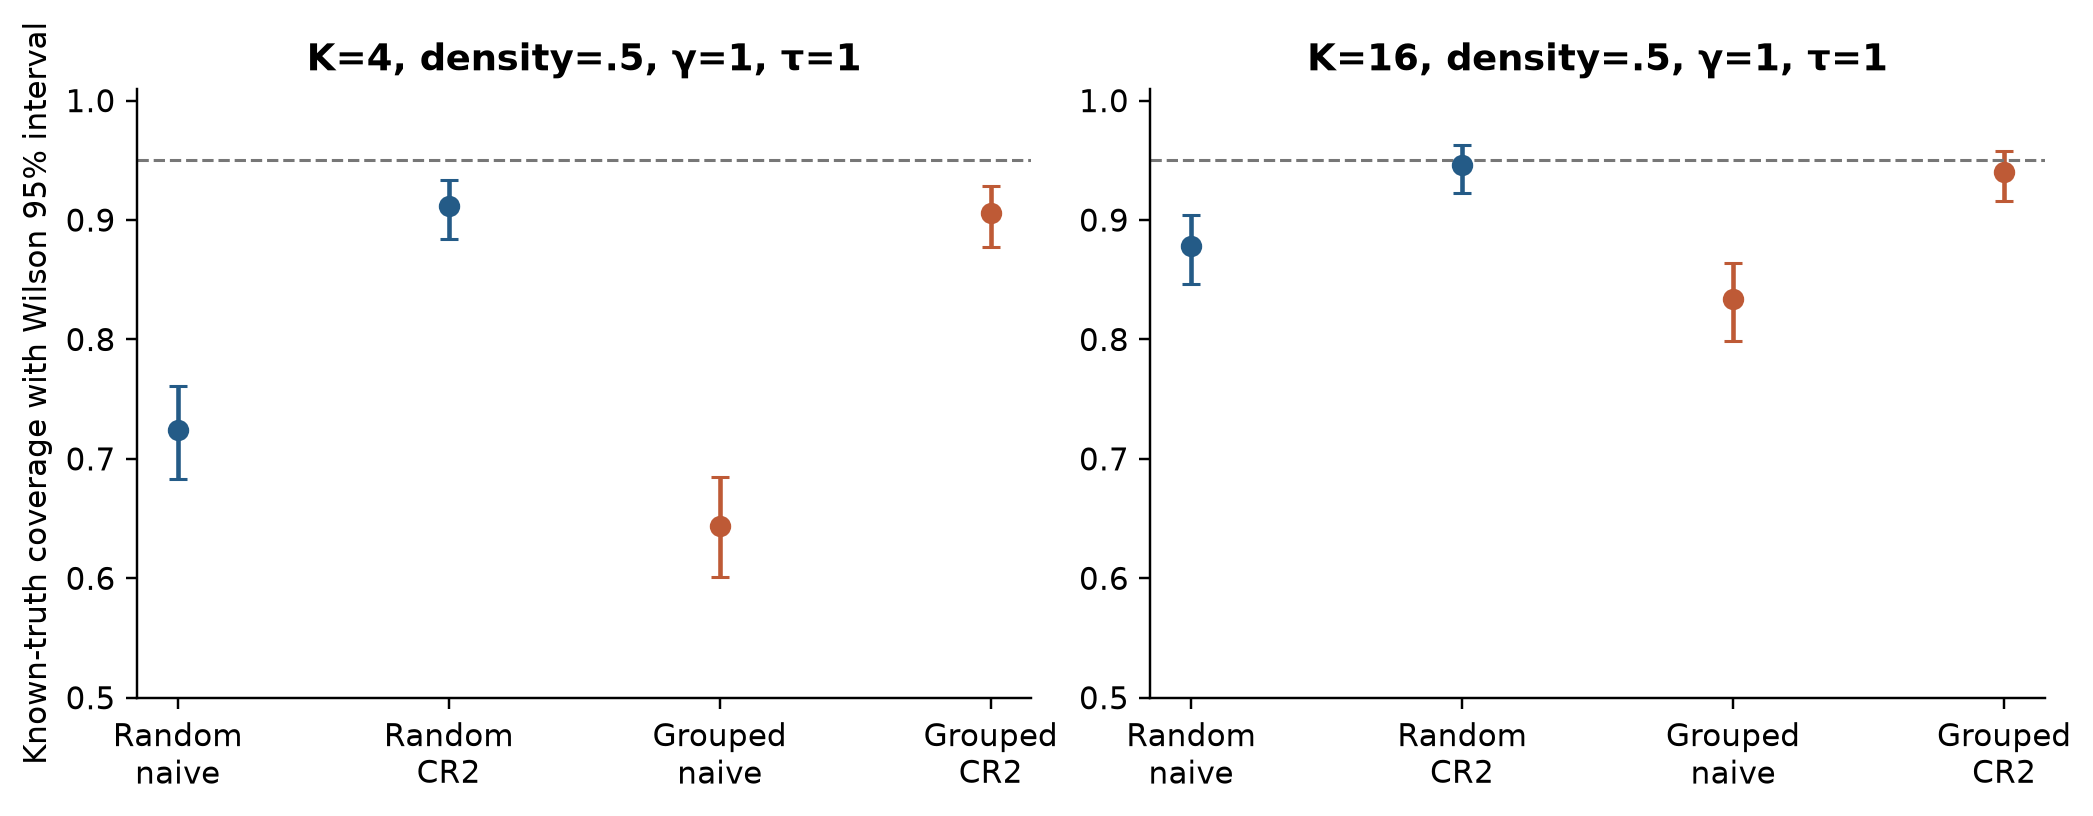 Known-truth coverage with Wilson 95% interval
K=4, density=.5, γ=1, τ=1
1.0
0.9
0.8
0.7
0.6
0.5
Random naive
Random CR2
Grouped naive
Grouped CR2
K=16, density=.5, γ=1, τ=1
1.0
0.9
0.8
0.7
0.6
0.5
Random naive
Random CR2
Grouped naive
Grouped CR2